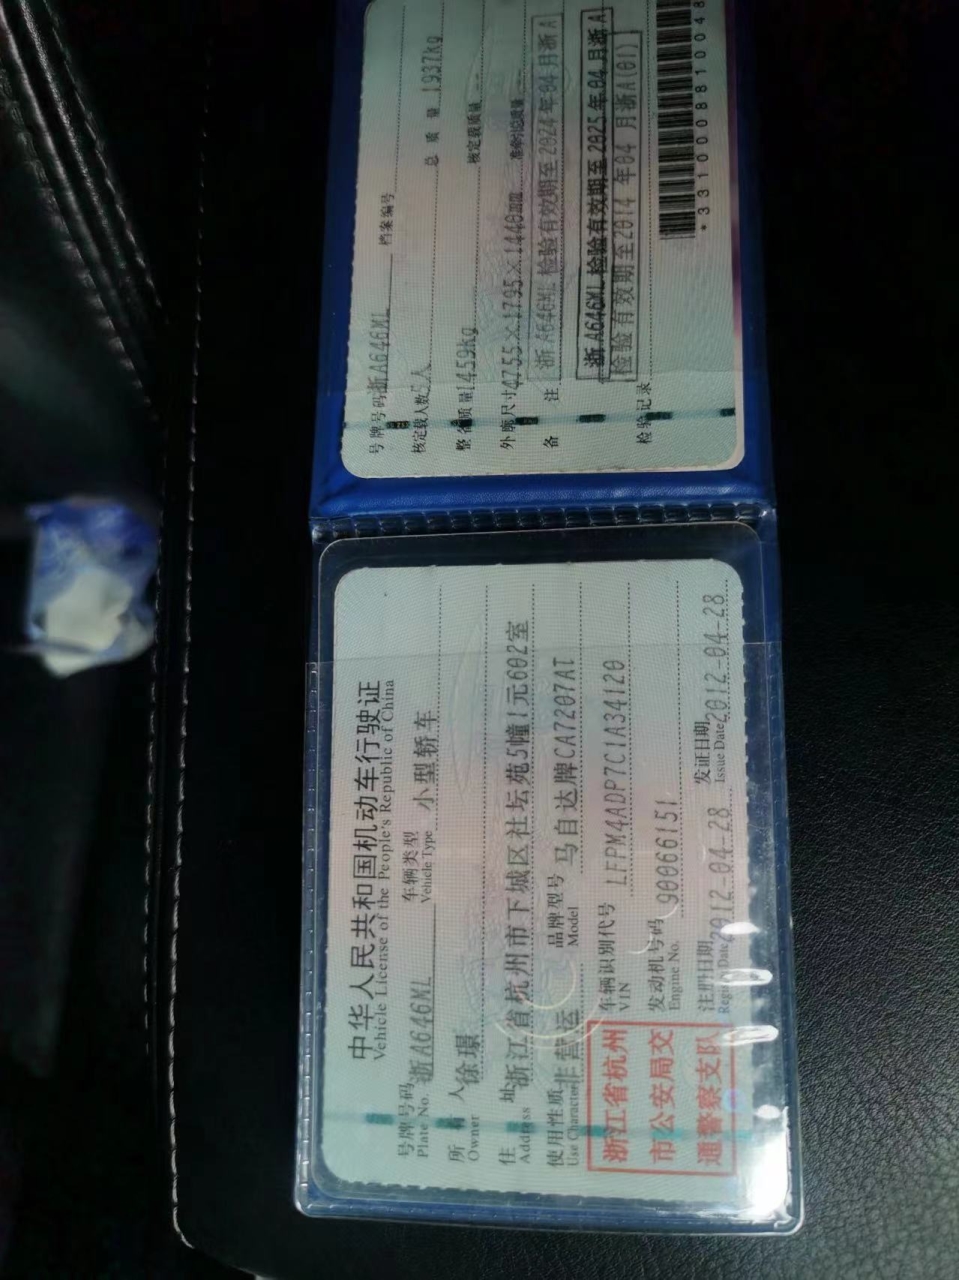 中华人民共和国机动车行驶证
Vehicle License of the People's Republic of China
号牌号码 浙A646ML 车辆类型 小型轿车
Plate No. Vehicle Type
所有人 徐璟
Owner
住址 浙江省杭州市下城区社坛苑5幢1元602室
Address
使用性质 非营运 品牌型号 马自达牌CA7207AT
Use Character Model
浙江省杭州
市公安局交
通警察支队
车辆识别代号 LFPM4ADP7C1A34120
VIN
发动机号码 90066151
Engine No.
注册日期 2012-04-28 发证日期 2012-04-28
Register Date Issue Date
号牌号码 浙A646ML 档案编号
核定载人数 5人 总质量 1937kg
整备质量 1459kg 核定载质量 --
外廓尺寸 4755×1795×1440mm 准牵引总质量 --
备注 浙A646ML 检验有效期至2024年04月浙A
浙A646ML 检验有效期至2025年04月浙A
检验记录 检验有效期至2014年04月浙A(01)